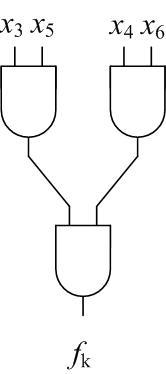 x₃ x₅ x₄ x₆
fₖ